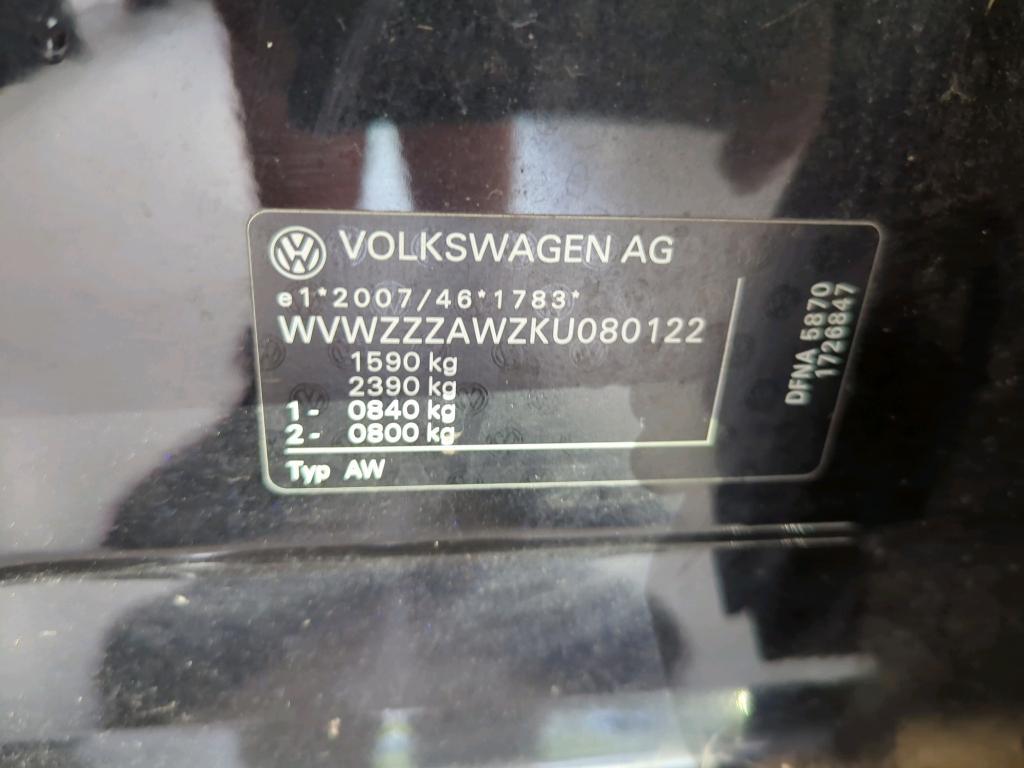 VOLKSWAGEN AG
e1*2007/46*1783*
WVWZZZAWZKU080122
1590 kg
2390 kg
1- 0840 kg
2- 0800 kg
Typ AW
DFNA 5870
1726847